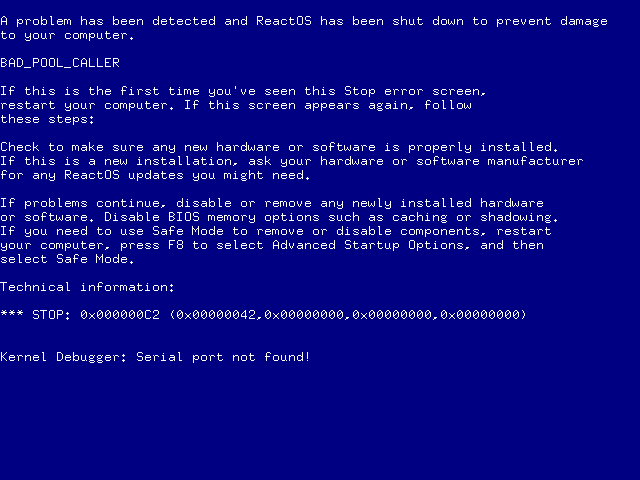 A problem has been detected and ReactOS has been shut down to prevent damage
to your computer.
BAD_POOL_CALLER
If this is the first time you've seen this Stop error screen,
restart your computer. If this screen appears again, follow
these steps:
Check to make sure any new hardware or software is properly installed.
If this is a new installation, ask your hardware or software manufacturer
for any ReactOS updates you might need.
If problems continue, disable or remove any newly installed hardware
or software. Disable BIOS memory options such as caching or shadowing.
If you need to use Safe Mode to remove or disable components, restart
your computer, press F8 to select Advanced Startup Options, and then
select Safe Mode.
Technical information:
*** STOP: 0x000000C2 (0x00000042,0x00000000,0x00000000,0x00000000)
Kernel Debugger: Serial port not found!